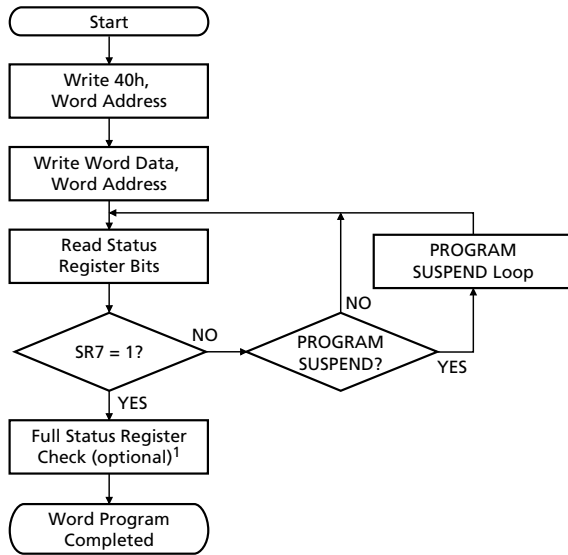 Start
Write 40h,
Word Address
Write Word Data,
Word Address
Read Status
Register Bits
PROGRAM
SUSPEND Loop
NO
SR7 = 1?
NO
PROGRAM
SUSPEND?
YES
YES
Full Status Register
Check (optional)1
Word Program
Completed